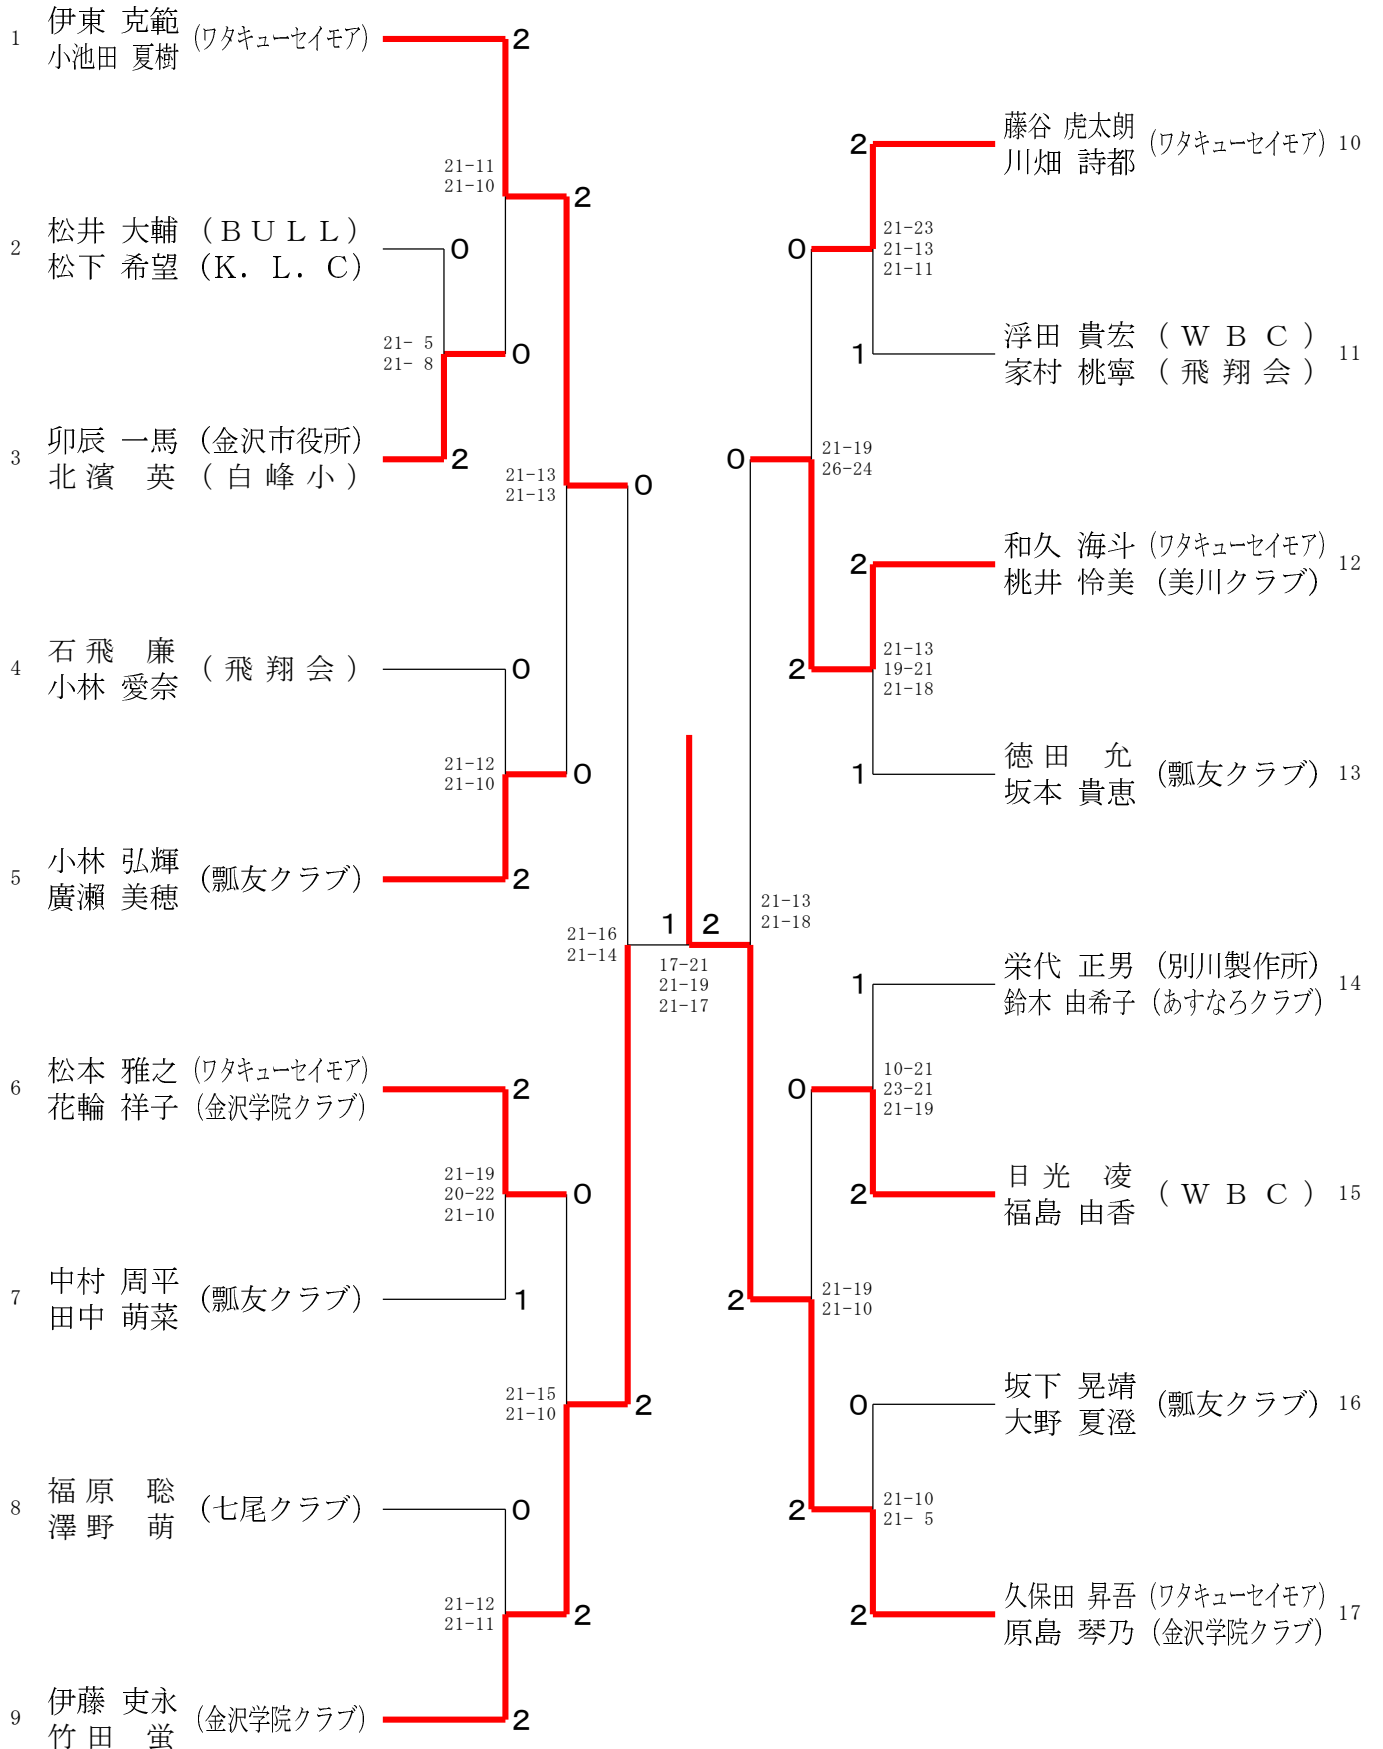 1 伊東 克範 (ワタキューセイモア)
小池田 夏樹
2
21-11
21-10
2
2 松井 大輔 (ＢＵＬＬ)
松下 希望 (Ｋ．Ｌ．Ｃ)
0
21- 5
21- 8
0
3 卯辰 一馬 (金沢市役所)
北濱 英 (白峰小)
2
21-13
21-13
0
4 石飛 廉 (飛翔会)
小林 愛奈
0
21-12
21-10
0
5 小林 弘輝 (瓢友クラブ)
廣瀬 美穂
2
21-16
21-14
6 松本 雅之 (ワタキューセイモア)
花輪 祥子 (金沢学院クラブ)
2
21-19
20-22
21-10
0
7 中村 周平 (瓢友クラブ)
田中 萌菜
1
21-15
21-10
2
8 福原 聡 (七尾クラブ)
澤野 萌
0
21-12
21-11
2
9 伊藤 吏永 (金沢学院クラブ)
竹田 蛍
2
1 2
17-21
21-19
21-17
2 藤谷 虎太朗 (ワタキューセイモア) 10
川畑 詩都
0
21-23
21-13
21-11
1 浮田 貴宏 (ＷＢＣ) 11
家村 桃寧 (飛翔会)
0
21-19
26-24
2 和久 海斗 (ワタキューセイモア) 12
桃井 怜美 (美川クラブ)
2
21-13
19-21
21-18
1 徳田 允 (瓢友クラブ) 13
坂本 貴恵
21-13
21-18
1 栄代 正男 (別川製作所) 14
鈴木 由希子 (あすなろクラブ)
0
10-21
23-21
21-19
2 日光 凌 (ＷＢＣ) 15
福島 由香
2
21-19
21-10
0 坂下 晃靖 (瓢友クラブ) 16
大野 夏澄
2
21-10
21- 5
2 久保田 昇吾 (ワタキューセイモア) 17
原島 琴乃 (金沢学院クラブ)